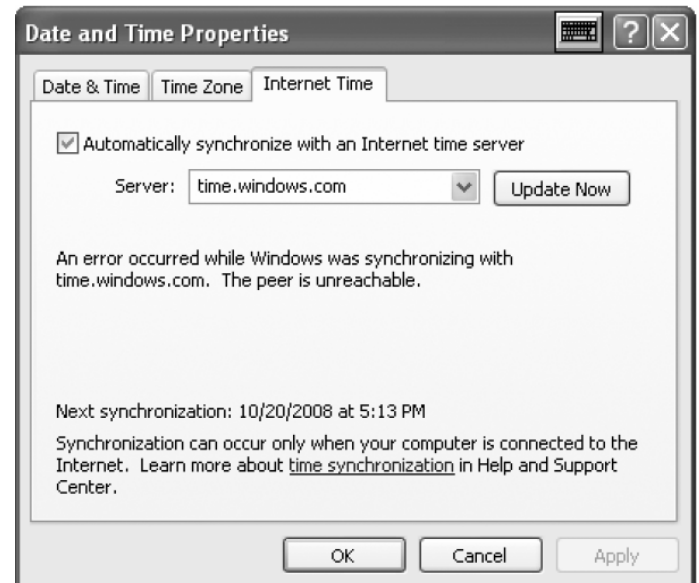 Date and Time Properties
Date & Time
Time Zone
Internet Time
Automatically synchronize with an Internet time server
Server:
time.windows.com
Update Now
An error occurred while Windows was synchronizing with
time.windows.com. The peer is unreachable.
Next synchronization: 10/20/2008 at 5:13 PM
Synchronization can occur only when your computer is connected to the
Internet. Learn more about time synchronization in Help and Support
Center.
OK
Cancel
Apply